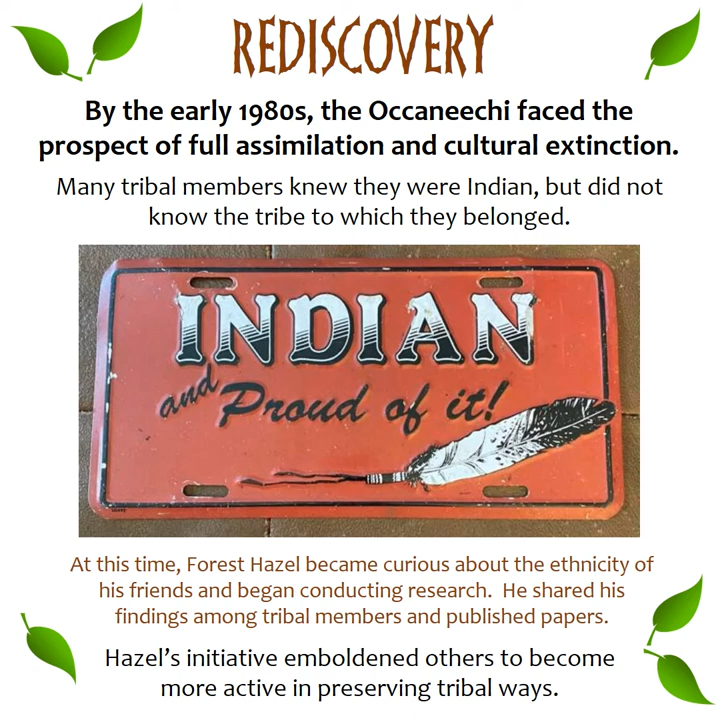 REDISCOVERY
By the early 1980s, the Occaneechi faced the
prospect of full assimilation and cultural extinction.
Many tribal members knew they were Indian, but did not
know the tribe to which they belonged.
INDIAN
and Proud of it!
At this time, Forest Hazel became curious about the ethnicity of
his friends and began conducting research. He shared his
findings among tribal members and published papers.
Hazel’s initiative emboldened others to become
more active in preserving tribal ways.